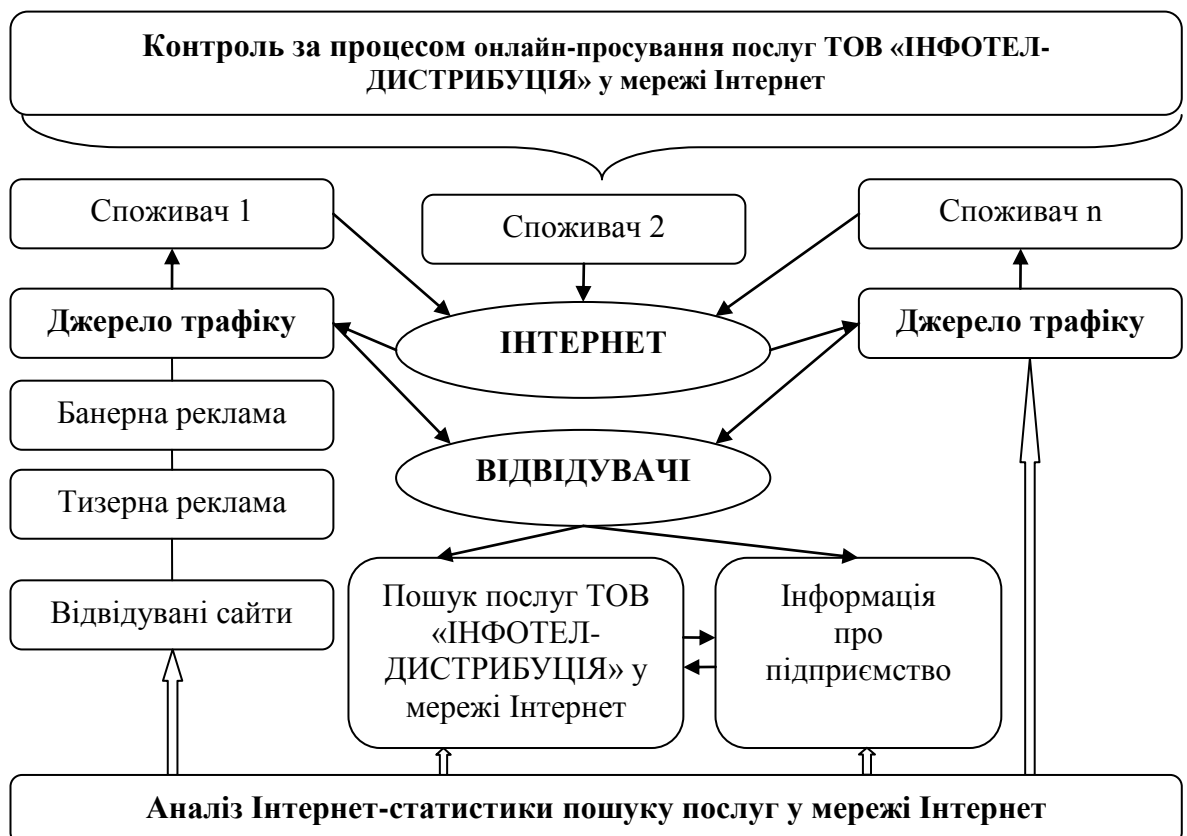 Контроль за процесом онлайн-просування послуг ТОВ «ІНФОТЕЛ-
ДИСТРИБУЦІЯ» у мережі Інтернет
Споживач 1
Споживач 2
Споживач n
Джерело трафіку
ІНТЕРНЕТ
Джерело трафіку
Банерна реклама
ВІДВІДУВАЧІ
Тизерна реклама
Відвідувані сайти
Пошук послуг ТОВ
«ІНФОТЕЛ-
ДИСТРИБУЦІЯ» у
мережі Інтернет
Інформація
про
підприємство
Аналіз Інтернет-статистики пошуку послуг у мережі Інтернет